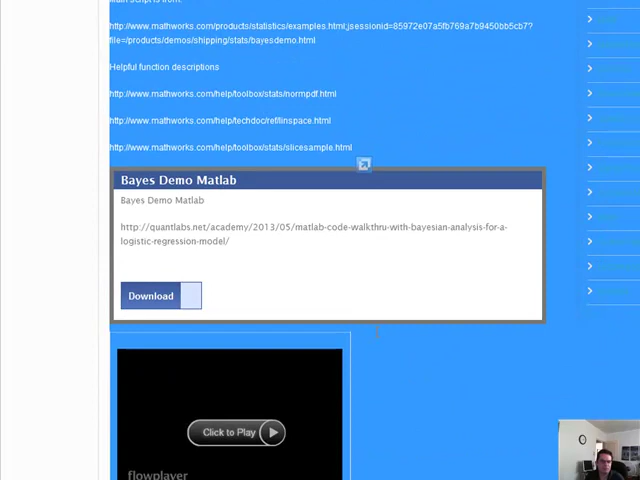 http://www.mathworks.com/products/statistics/examples.html;jsessionid=85972e07a5fb769a7b9450bb5cb7?
file=/products/demos/shipping/stats/bayesdemo.html
Helpful function descriptions
http://www.mathworks.com/help/toolbox/stats/normpdf.html
http://www.mathworks.com/help/techdoc/ref/linspace.html
http://www.mathworks.com/help/toolbox/stats/slicesample.html
Bayes Demo Matlab
Bayes Demo Matlab
http://quantlabs.net/academy/2013/05/matlab-code-walkthru-with-bayesian-analysis-for-a-
logistic-regression-model/
Download
Click to Play
flowplayer